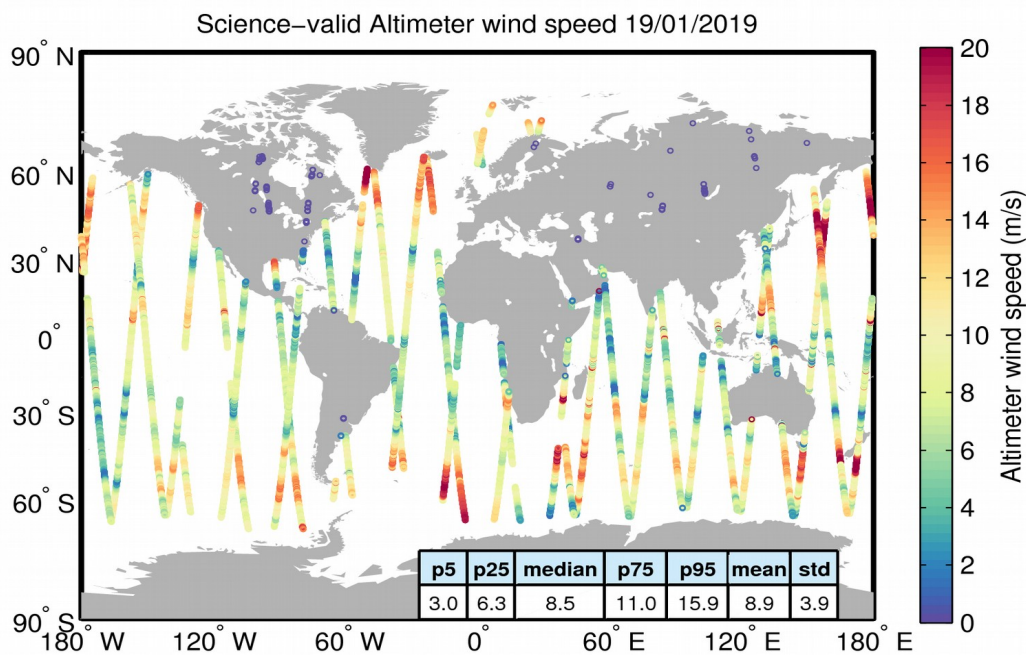 Science−valid Altimeter wind speed 19/01/2019
90° N
60° N
30° N
0°
30° S
60° S
90° S
180° W
120° W
60° W
0°
60° E
120° E
180° E
p5 p25 median p75 p95 mean std
3.0 6.3 8.5 11.0 15.9 8.9 3.9
20
18
16
14
12
10
8
6
4
2
0
Altimeter wind speed (m/s)